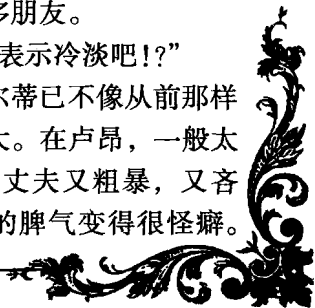 多朋友。
表示冷淡吧!?”
尔蒂已不像从前那样
大。在卢昂，一般太
丈夫又粗暴，又吝
的脾气变得很怪癖。